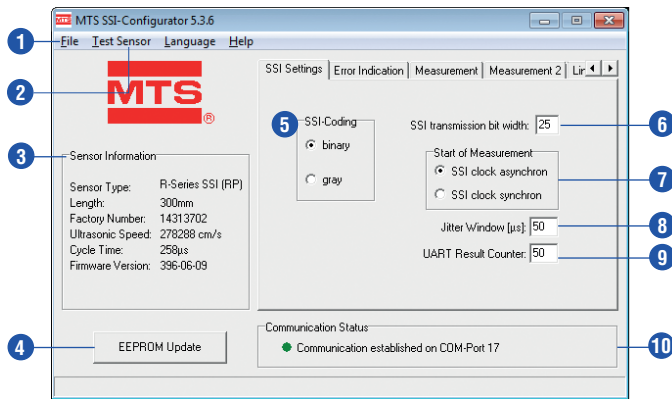 MTS SSI-Configurator 5.3.6
1 File Test Sensor Language Help
2
MTS
®
SSI Settings Error Indication Measurement Measurement 2 Lin
5 SSI-Coding
binary
gray
SSI transmission bit width: 25 6
Start of Measurement
SSI clock asynchron
SSI clock synchron
7
Jitter Window [µs]: 50 8
UART Result Counter: 50 9
3 Sensor Information
Sensor Type: R-Series SSI (RP)
Length: 300mm
Factory Number: 14313702
Ultrasonic Speed: 278288 cm/s
Cycle Time: 258µs
Firmware Version: 396-06-09
4 EEPROM Update
Communication Status
Communication established on COM-Port 17 10